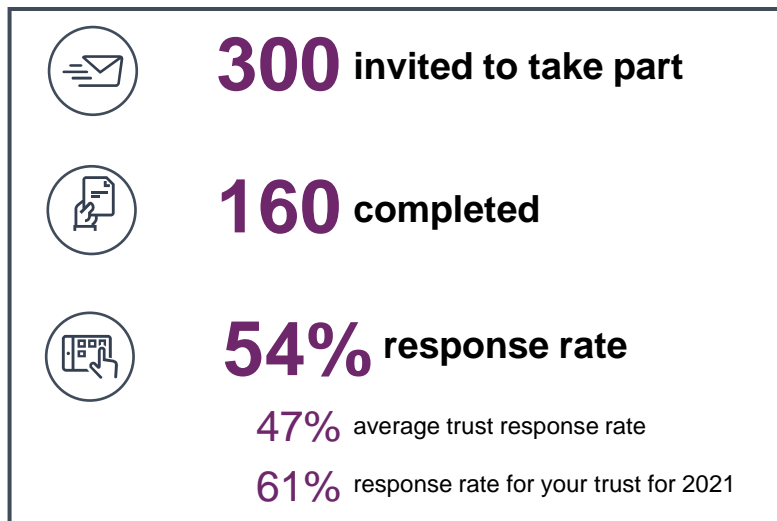 300 invited to take part
160 completed
54% response rate
47% average trust response rate
61% response rate for your trust for 2021